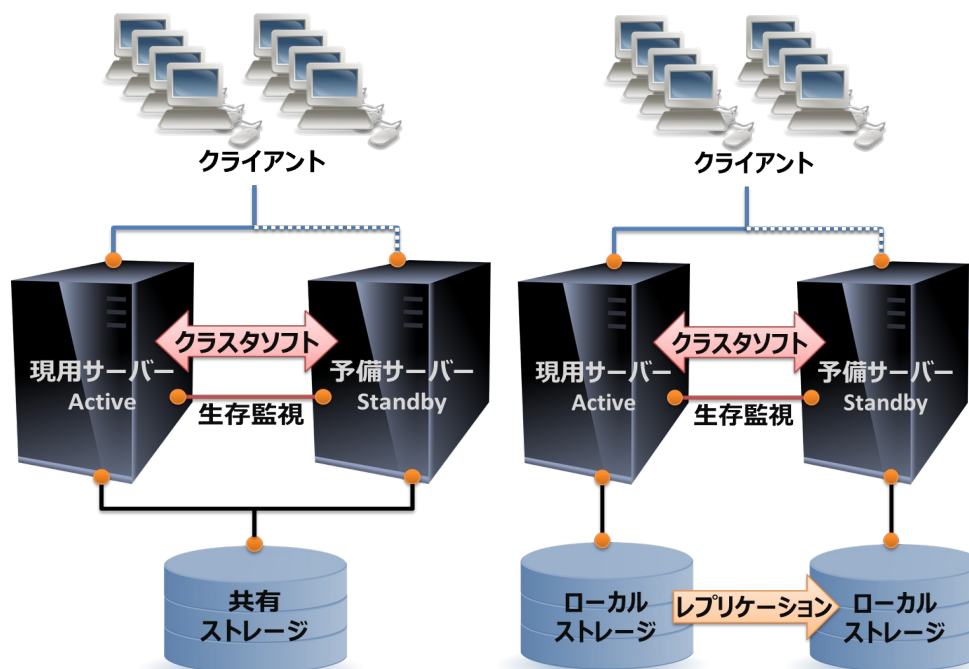 クライアント
クラスタソフト
現用サーバー
Active
予備サーバー
Standby
生存監視
共有
ストレージ
クライアント
クラスタソフト
現用サーバー
Active
予備サーバー
Standby
生存監視
ローカル
ストレージ
レプリケーション
ローカル
ストレージ